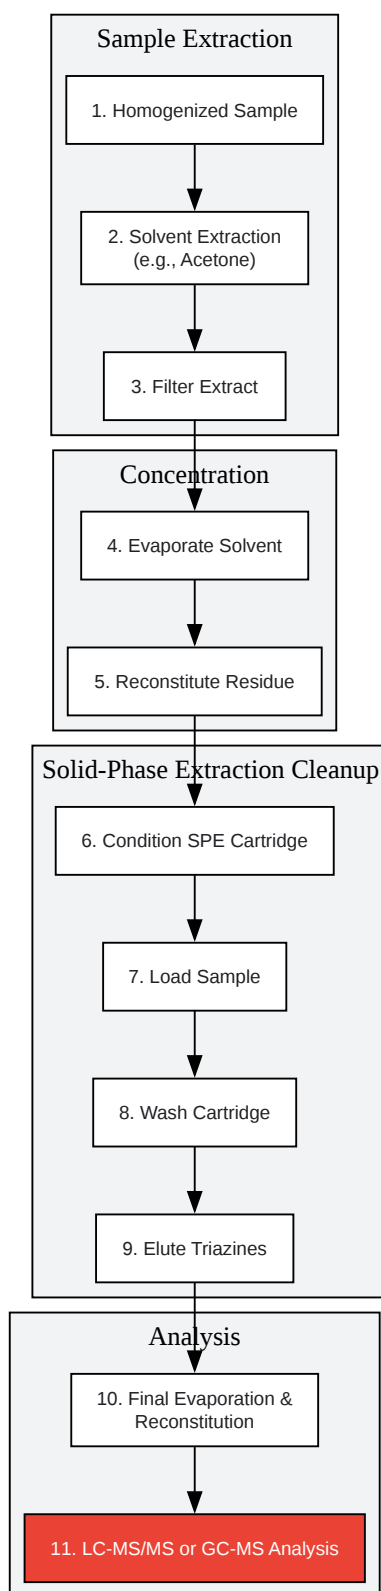 Sample Extraction
1. Homogenized Sample
2. Solvent Extraction
(e.g., Acetone)
3. Filter Extract
Concentration
4. Evaporate Solvent
5. Reconstitute Residue
Solid-Phase Extraction Cleanup
6. Condition SPE Cartridge
7. Load Sample
8. Wash Cartridge
9. Elute Triazines
Analysis
10. Final Evaporation &
Reconstitution
11. LC-MS/MS or GC-MS Analysis